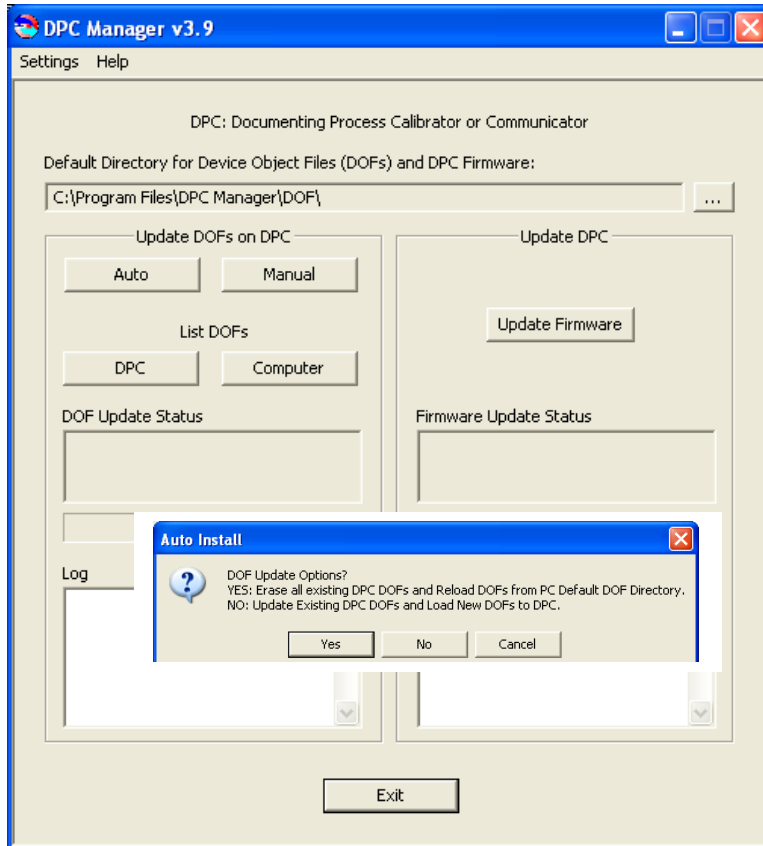 DPC Manager v3.9
Settings Help
DPC: Documenting Process Calibrator or Communicator
Default Directory for Device Object Files (DOFs) and DPC Firmware:
C:\Program Files\DPC Manager\DOF\ ...
Update DOFs on DPC
Auto Manual
List DOFs
DPC Computer
DOF Update Status
Update DPC
Update Firmware
Firmware Update Status
Auto Install
DOF Update Options?
YES: Erase all existing DPC DOFs and Reload DOFs from PC Default DOF Directory.
NO: Update Existing DPC DOFs and Load New DOFs to DPC.
Yes No Cancel
Log
Exit